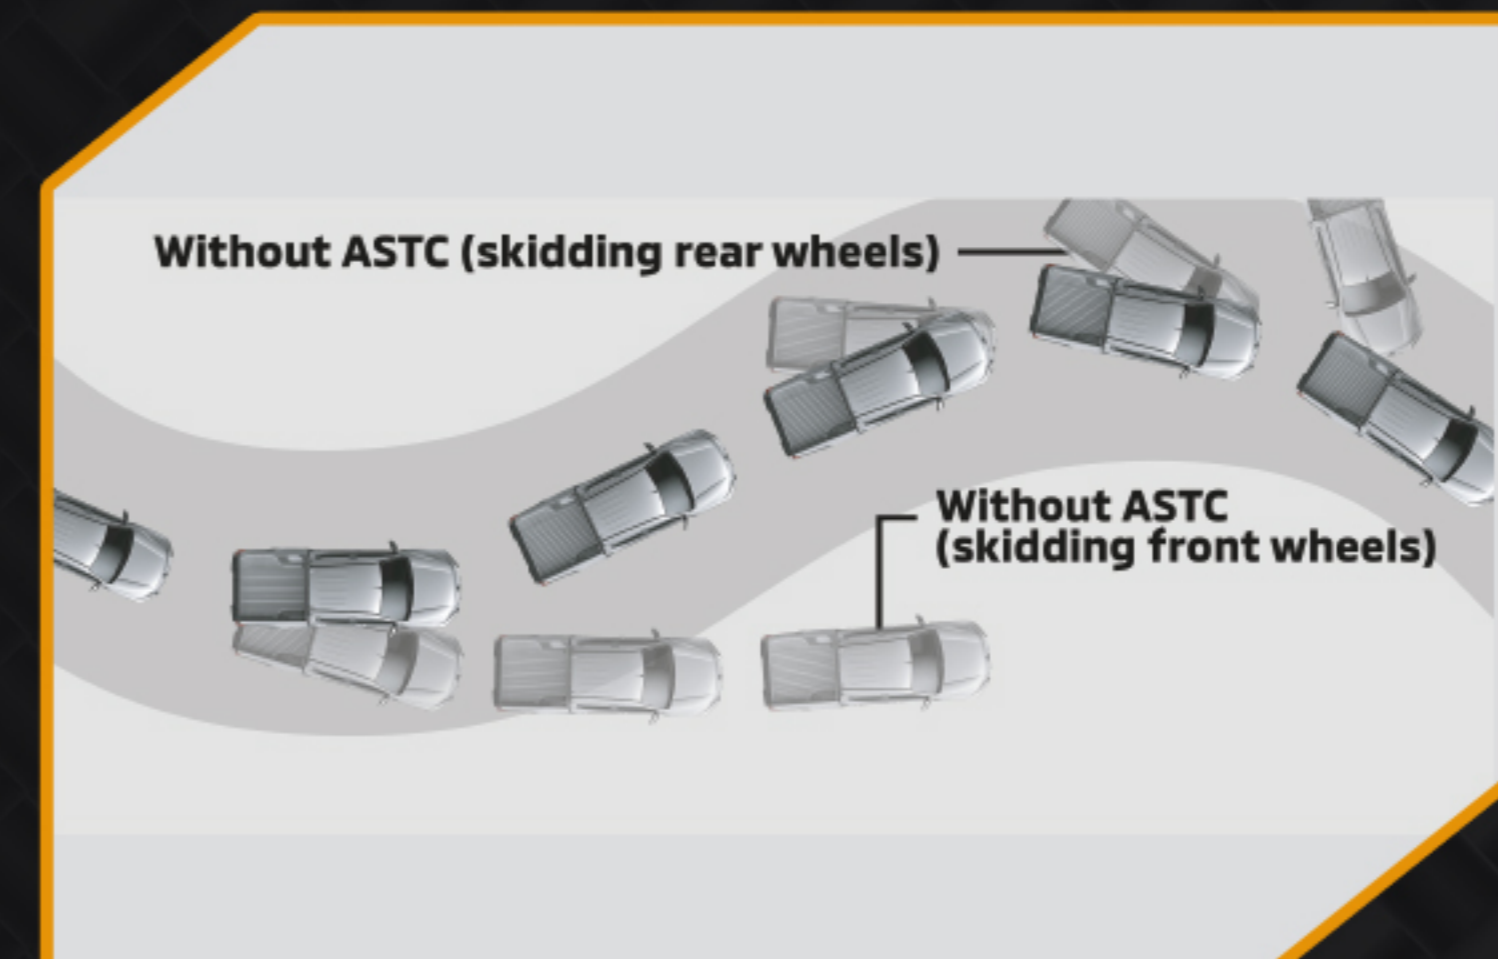 Without ASTC (skidding rear wheels)
Without ASTC
(skidding front wheels)